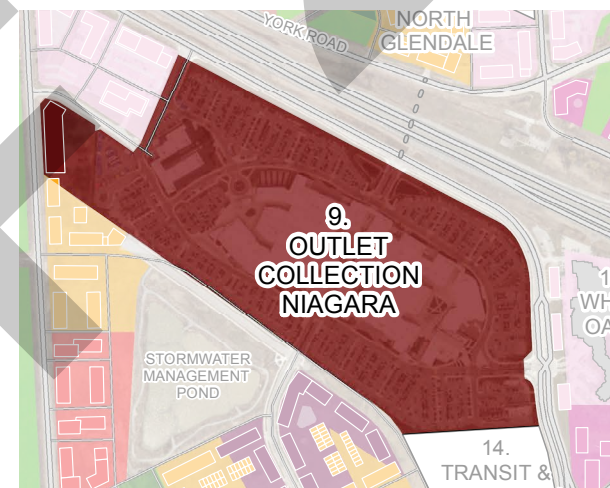 YORK ROAD
NORTH
GLENDALE
9.
OUTLET
COLLECTION
NIAGARA
STORMWATER
MANAGEMENT
POND
14.
TRANSIT &